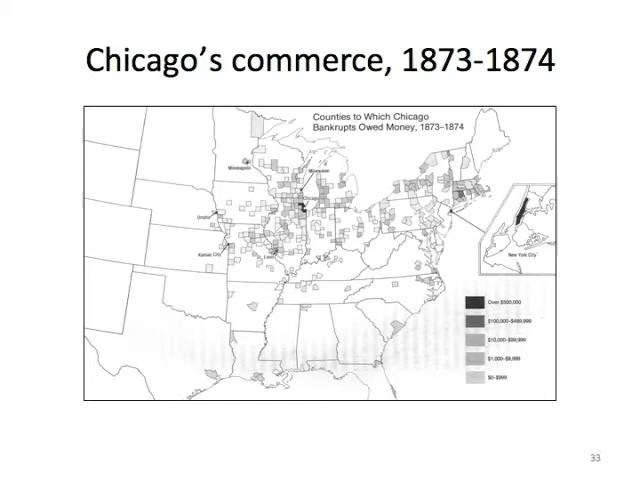 Chicago's commerce, 1873-1874
Counties to Which Chicago
Bankrupts Owed Money, 1873–1874
Minneapolis
Milwaukee
Chicago
Omaha
Kansas City
Louis
New York City
Over $500,000
$100,000–$499,999
$10,000–$99,999
$1,000–$9,999
$0–$999
33